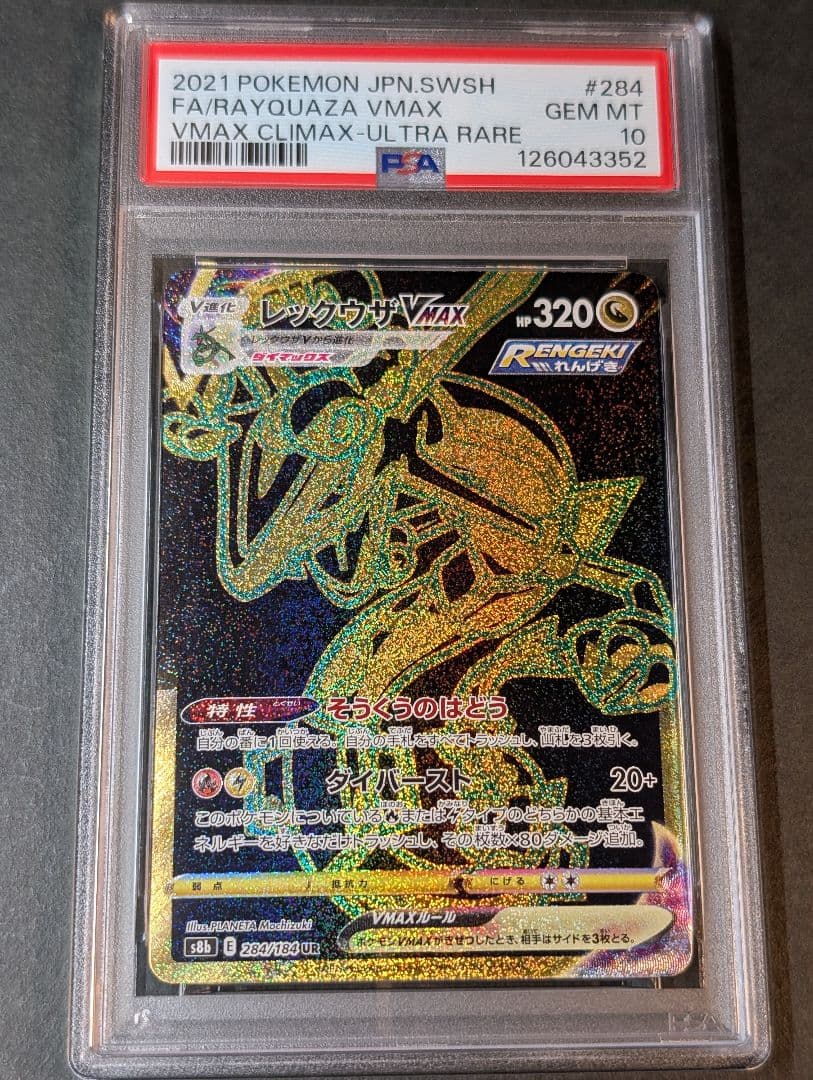 2021 POKEMON JPN.SWSH #284
FA/RAYQUAZA VMAX GEM MT
VMAX CLIMAX-ULTRA RARE 10
PSA 126043352
V進化 レックウザVMAX HP320
レックウザVから進化
ダイマックス
RENGEKI
れんげき
特性 とくせい そうくうのはどう
自分の番に1回使える。自分の手札をすべてトラッシュし、山札を3枚引く。
ダイバースト 20+
このポケモンについている または タイプのどちらかの基本エ
ネルギーを好きなだけトラッシュし、その枚数×80ダメージ追加。
弱点 抵抗力 にげる
Illus.PLANETA Mochizuki
VMAXルール
s8b E 284/184 UR
ポケモンVMAXがきぜつしたとき、相手はサイドを3枚とる。